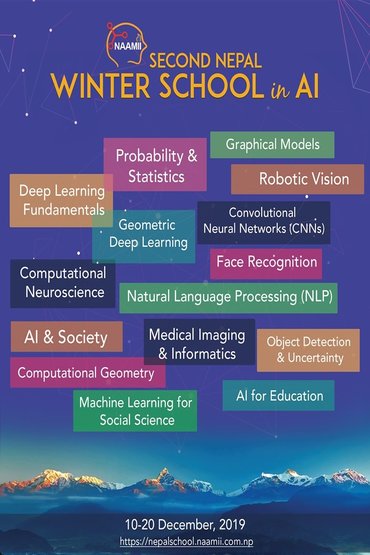 NAAMII
SECOND NEPAL
WINTER SCHOOL in AI
Graphical Models
Probability &
Statistics
Robotic Vision
Deep Learning
Fundamentals
Convolutional
Neural Networks (CNNs)
Geometric
Deep Learning
Face Recognition
Computational
Neuroscience
Natural Language Processing (NLP)
AI & Society
Medical Imaging
& Informatics
Object Detection
& Uncertainty
Computational Geometry
Machine Learning for
Social Science
AI for Education
10-20 December, 2019
https://nepalschool.naamii.com.np